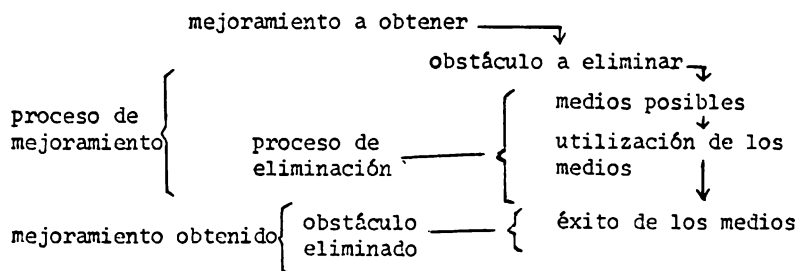 mejoramiento a obtener
obstáculo a eliminar
medios posibles
proceso de
mejoramiento
proceso de
eliminación
utilización de los
medios
mejoramiento obtenido
obstáculo
eliminado
éxito de los medios